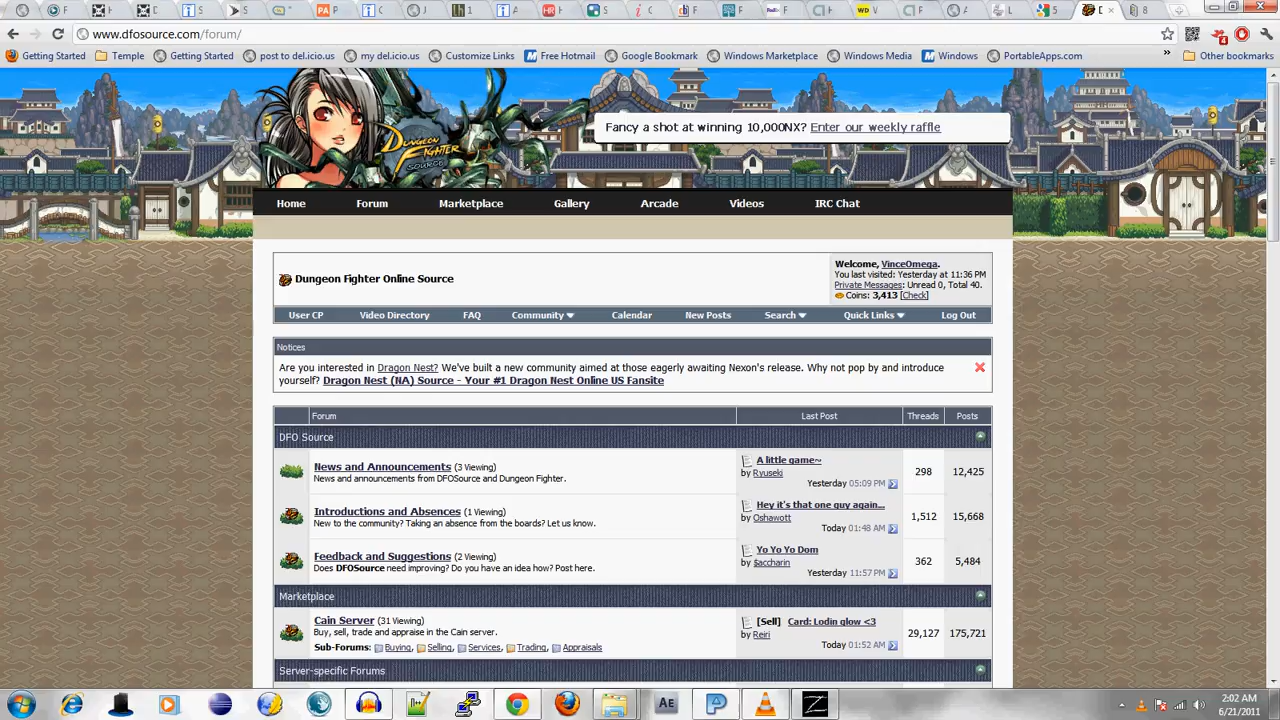 www.dfosource.com/forum/
Getting Started
Temple
Getting Started
post to del.icio.us
my del.icio.us
Customize Links
Free Hotmail
Google Bookmark
Windows Marketplace
Windows Media
Windows
PortableApps.com
»
Other bookmarks
DUNGEON
FIGHTER
SOURCE
Fancy a shot at winning 10,000NX? Enter our weekly raffle
Home Forum Marketplace Gallery Arcade Videos IRC Chat
Dungeon Fighter Online Source
Welcome, VinceOmega.
You last visited: Yesterday at 11:36 PM
Private Messages: Unread 0, Total 40.
Coins: 3,413 [Check]
User CP Video Directory FAQ Community Calendar New Posts Search Quick Links Log Out
Notices
Are you interested in Dragon Nest? We've built a new community aimed at those eagerly awaiting Nexon's release. Why not pop by and introduce
yourself? Dragon Nest (NA) Source - Your #1 Dragon Nest Online US Fansite
Forum Last Post Threads Posts
DFO Source
News and Announcements (3 Viewing)
News and announcements from DFOSource and Dungeon Fighter.
A little game~
by Ryuseki
Yesterday 05:09 PM
298
12,425
Introductions and Absences (1 Viewing)
New to the community? Taking an absence from the boards? Let us know.
Hey it's that one guy again...
by Oshawott
Today 01:48 AM
1,512
15,668
Feedback and Suggestions (2 Viewing)
Does DFOSource need improving? Do you have an idea how? Post here.
Yo Yo Yo Dom
by $accharin
Yesterday 11:57 PM
362
5,484
Marketplace
Cain Server (31 Viewing)
Buy, sell, trade and appraise in the Cain server.
Sub-Forums: Buying, Selling, Services, Trading, Appraisals
[Sell] Card: Lodin glow <3
by Reiri
Today 01:52 AM
29,127
175,721
Server-specific Forums
Ae
2:02 AM
6/21/2011